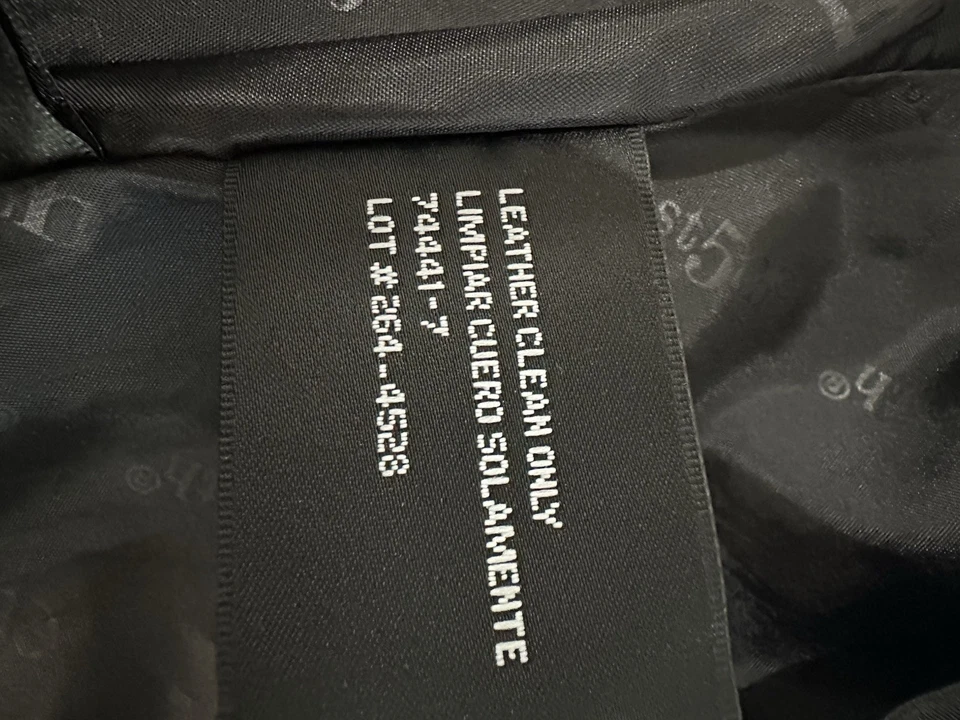 LEATHER CLEAN ONLY
LIMPIAR CUERO SOLAMENTE
74441-7
LOT # 264-4528